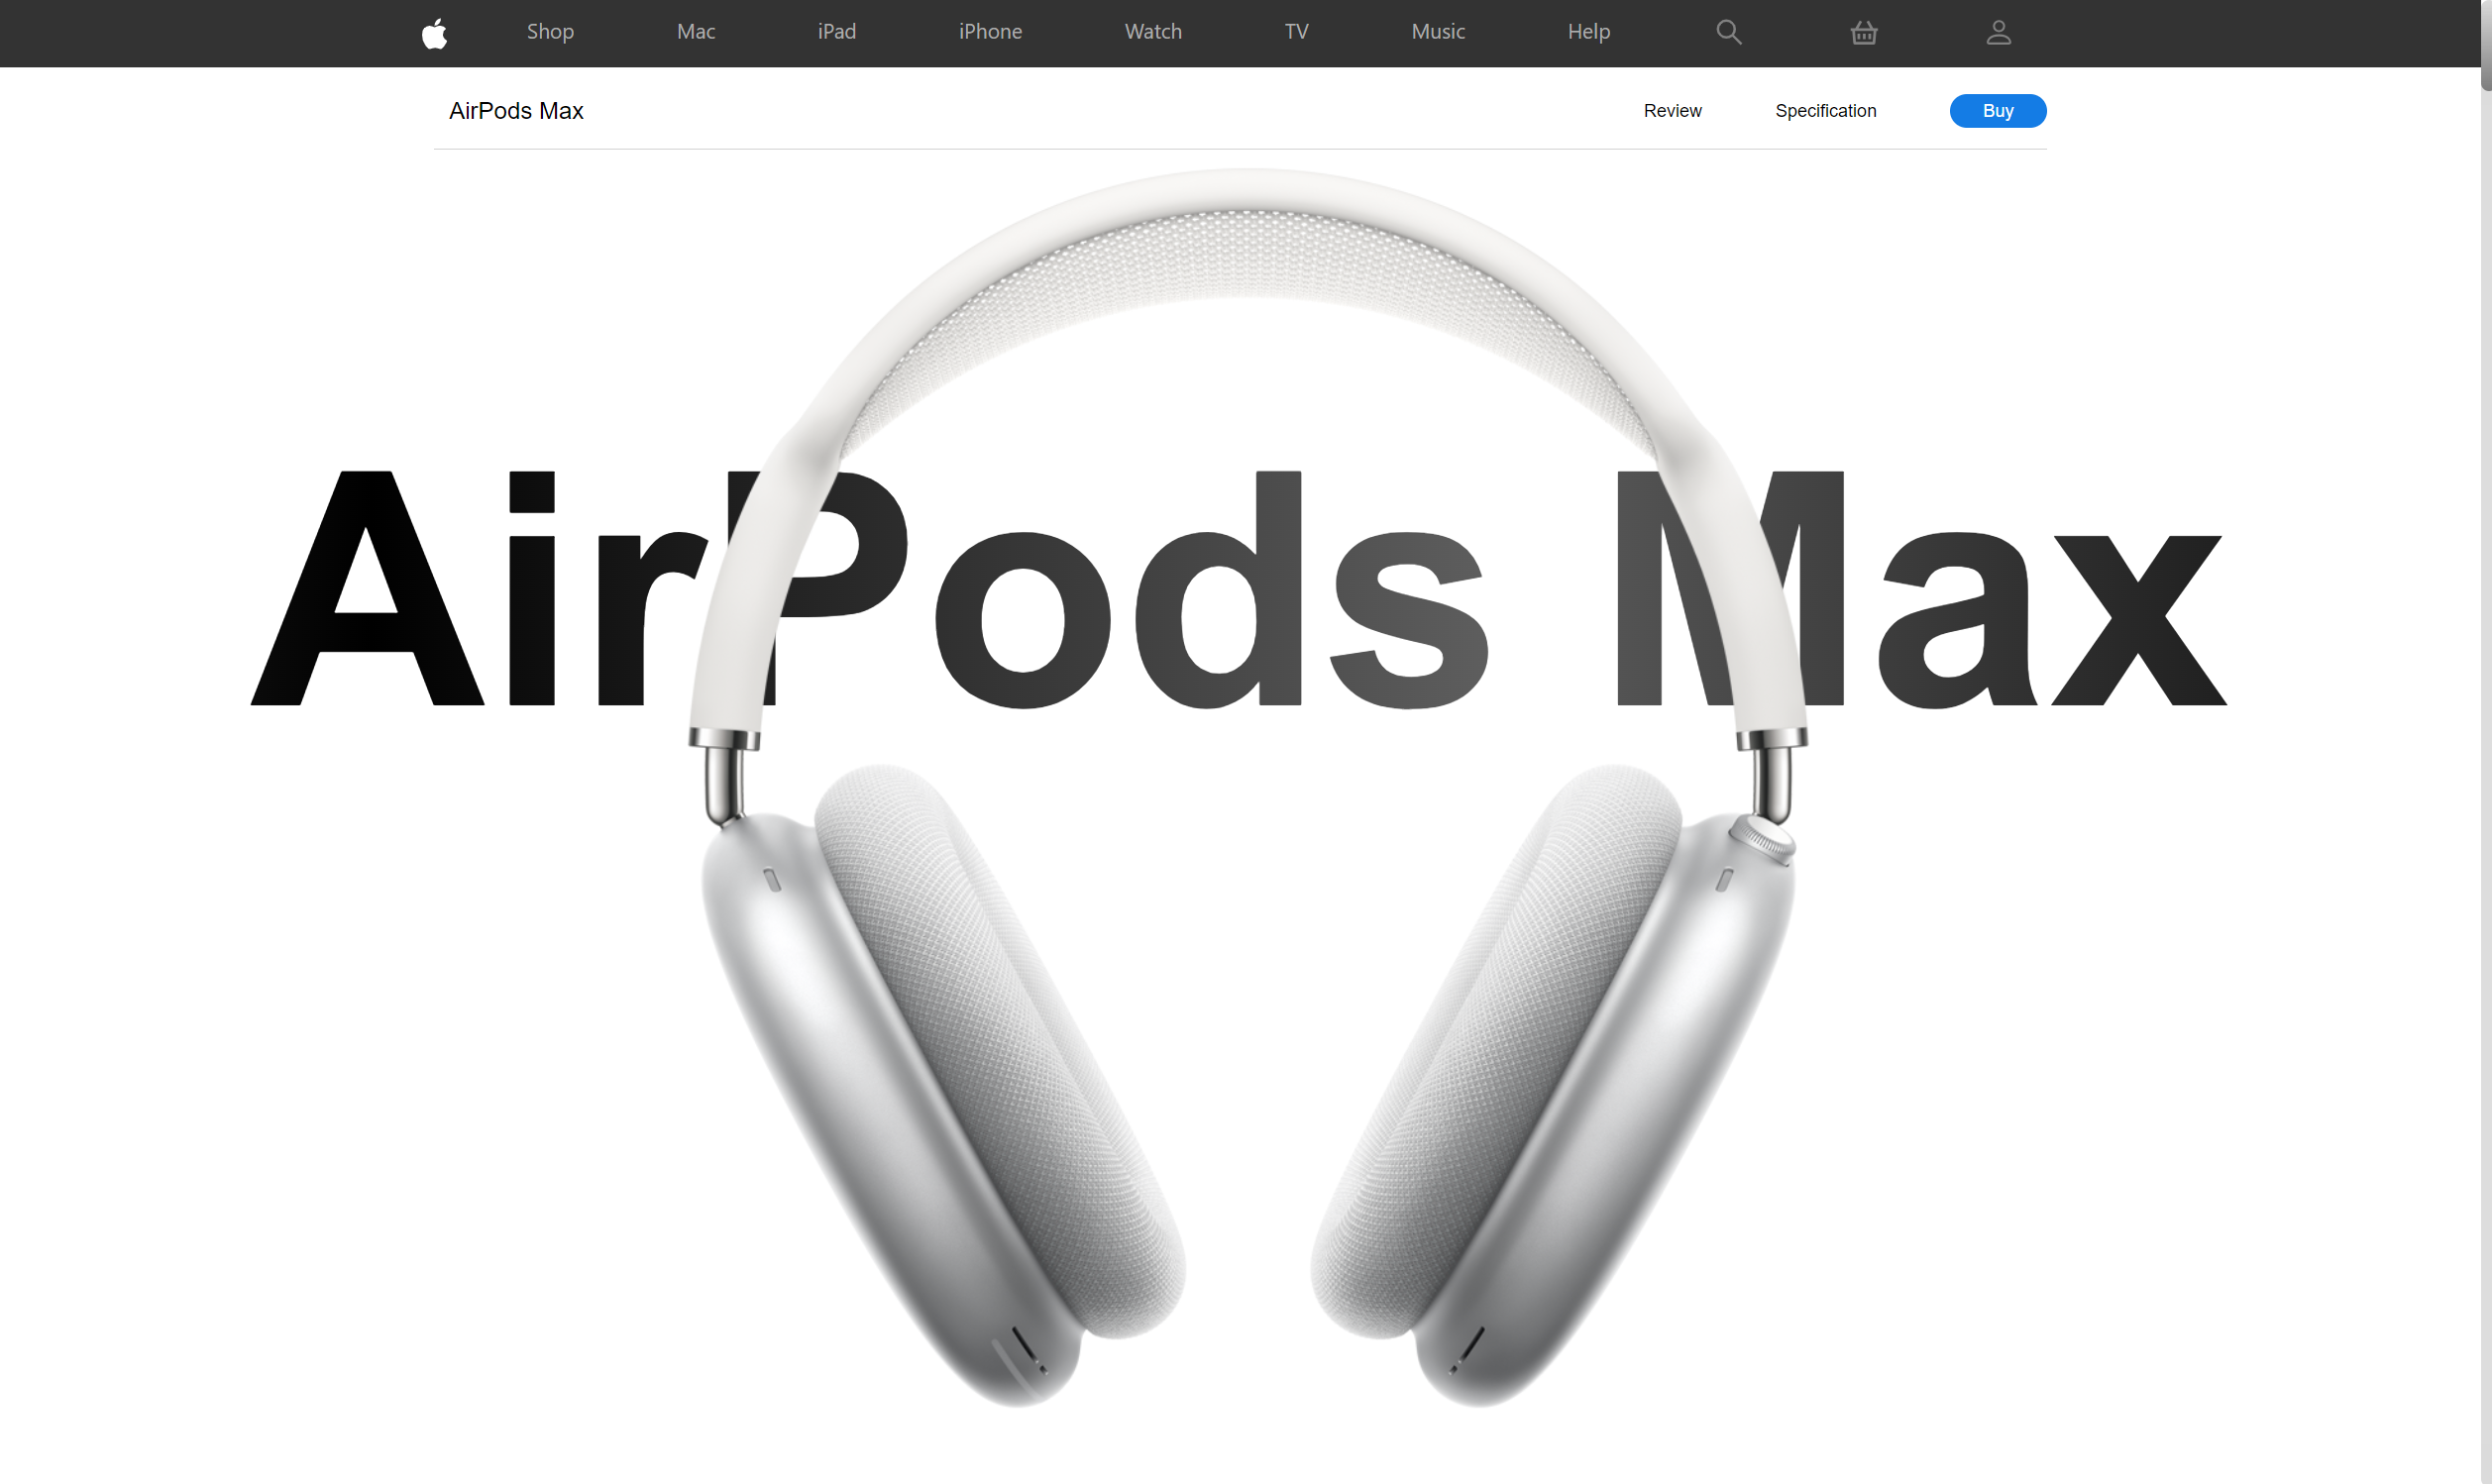 Shop Mac iPad iPhone Watch TV Music Help
AirPods Max Review Specification Buy
AirPods Max